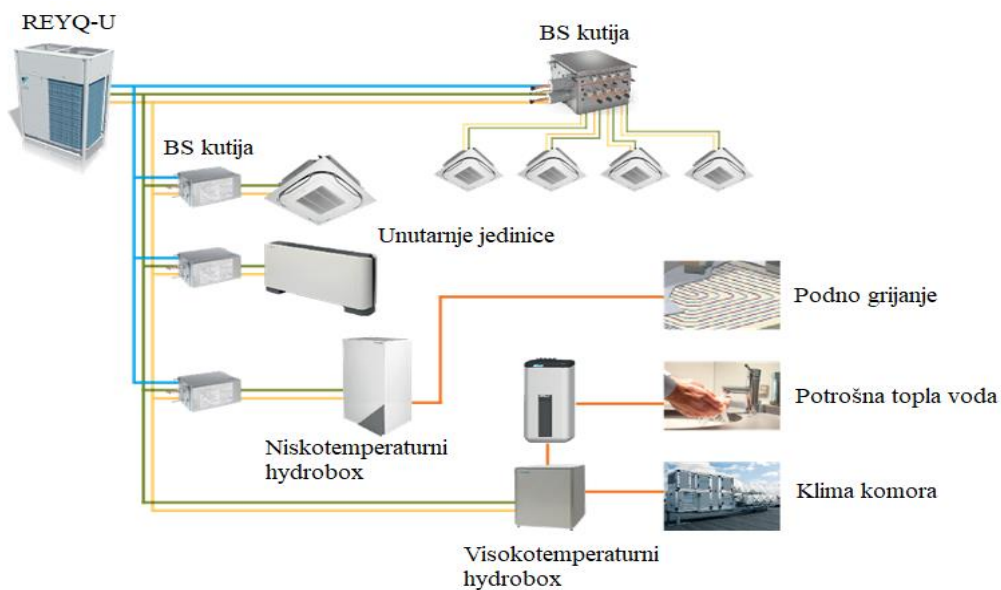 REYQ-U
BS kutija
BS kutija
Unutarnje jedinice
Podno grijanje
Potrošna topla voda
Niskotemperaturni
hydrobox
Klima komora
Visokotemperaturni
hydrobox